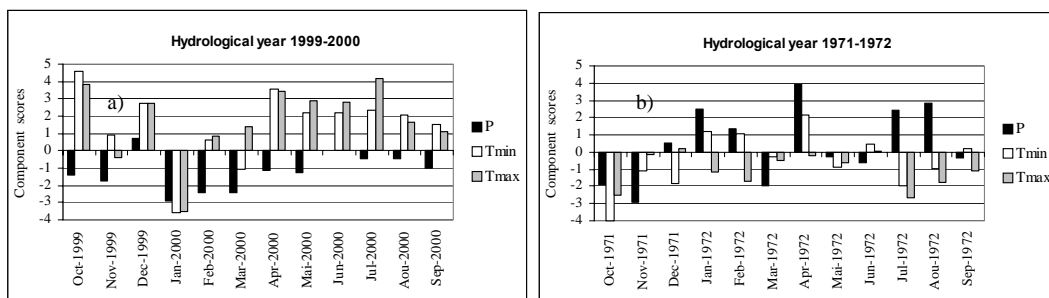 Hydrological year 1999-2000
Component scores
5
4
3
2
1
0
-1
-2
-3
-4
a)
P
Tmin
Tmax
Oct-1999
Nov-1999
Dec-1999
Jan-2000
Feb-2000
Mar-2000
Apr-2000
Mai-2000
Jun-2000
Jul-2000
Aou-2000
Sep-2000
Hydrological year 1971-1972
Component scores
5
4
3
2
1
0
-1
-2
-3
-4
b)
P
Tmin
Tmax
Oct-1971
Nov-1971
Dec-1971
Jan-1972
Feb-1972
Mar-1972
Apr-1972
Mai-1972
Jun-1972
Jul-1972
Aou-1972
Sep-1972